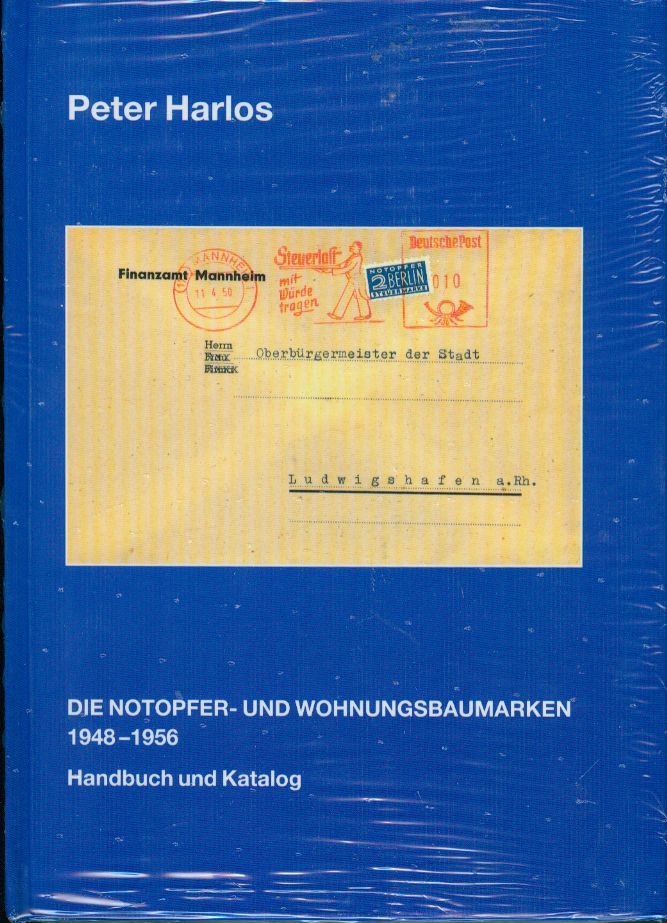 Peter Harlos
Finanzamt Mannheim
MANNHEIM
11 4 50
Steuerlast
mit
Würde
tragen
NOTOPFER
2 BERLIN
STEUERMARKE
Deutsche Post
010
Herrn
Frau
Oberbürgermeister der Stadt
Ludwigshafen a.Rh.
DIE NOTOPFER- UND WOHNUNGSBAUMARKEN
1948–1956
Handbuch und Katalog